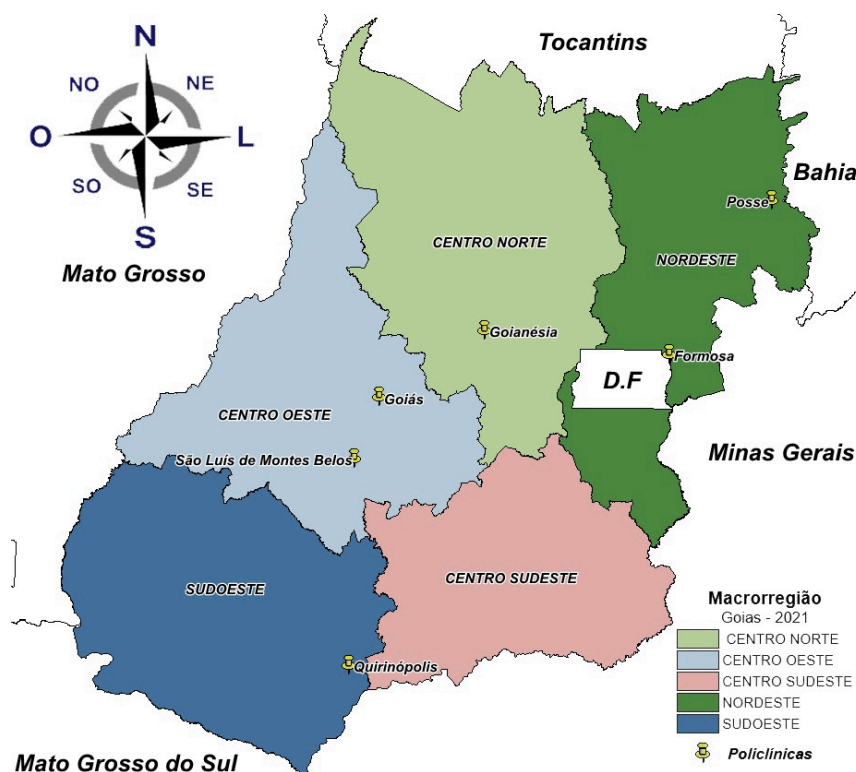 Tocantins
N
NO
NE
O
L
SO
SE
S
Bahia
Posse
Mato Grosso
CENTRO NORTE
NORDESTE
Goianésia
Formosa
D.F
Goiás
CENTRO OESTE
Minas Gerais
São Luís de Montes Belos
CENTRO SUDESTE
SUDOESTE
Quirinópolis
Mato Grosso do Sul
Macrorregião
Goias - 2021
CENTRO NORTE
CENTRO OESTE
CENTRO SUDESTE
NORDESTE
SUDOESTE
Policlínicas